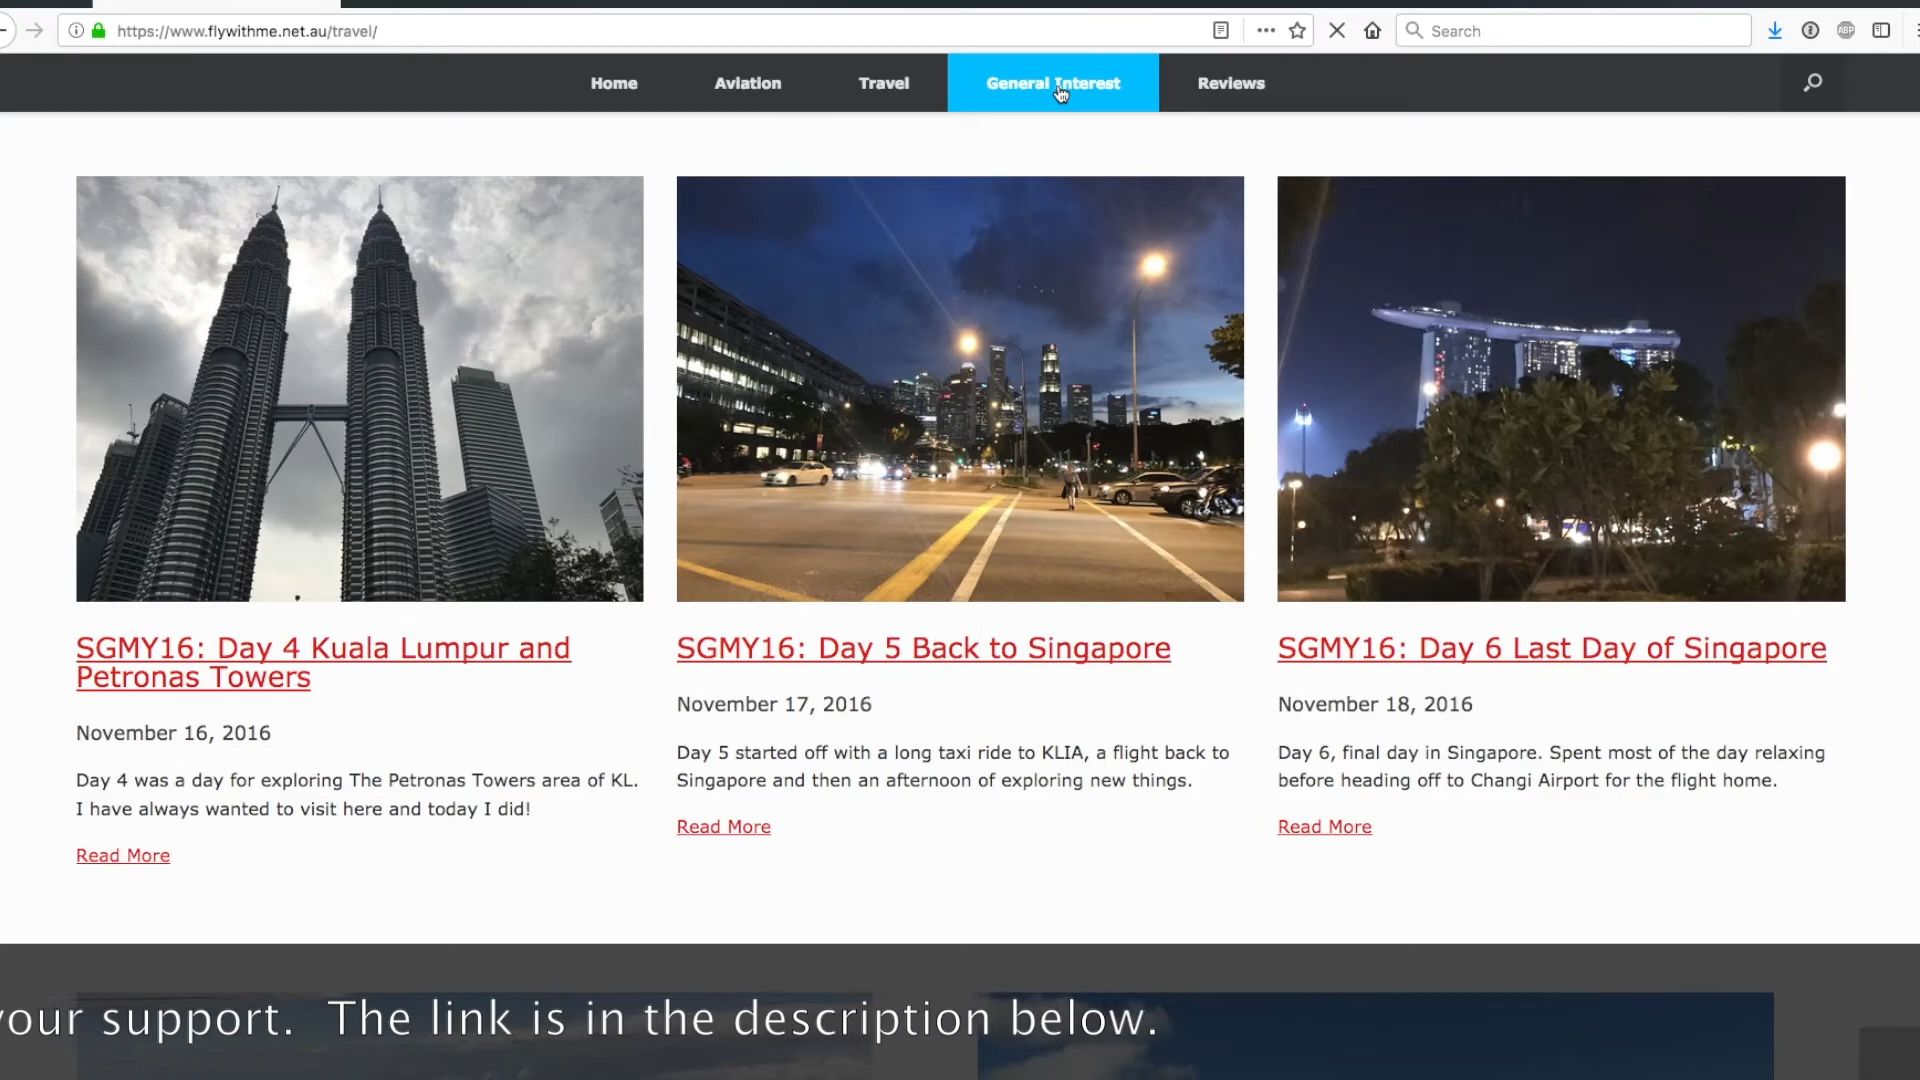 https://www.flywithme.net.au/travel/
Search
ABP
Home Aviation Travel General Interest Reviews
SGMY16: Day 4 Kuala Lumpur and
Petronas Towers
November 16, 2016
Day 4 was a day for exploring The Petronas Towers area of KL.
I have always wanted to visit here and today I did!
Read More
SGMY16: Day 5 Back to Singapore
November 17, 2016
Day 5 started off with a long taxi ride to KLIA, a flight back to
Singapore and then an afternoon of exploring new things.
Read More
SGMY16: Day 6 Last Day of Singapore
November 18, 2016
Day 6, final day in Singapore. Spent most of the day relaxing
before heading off to Changi Airport for the flight home.
Read More
your support. The link is in the description below.